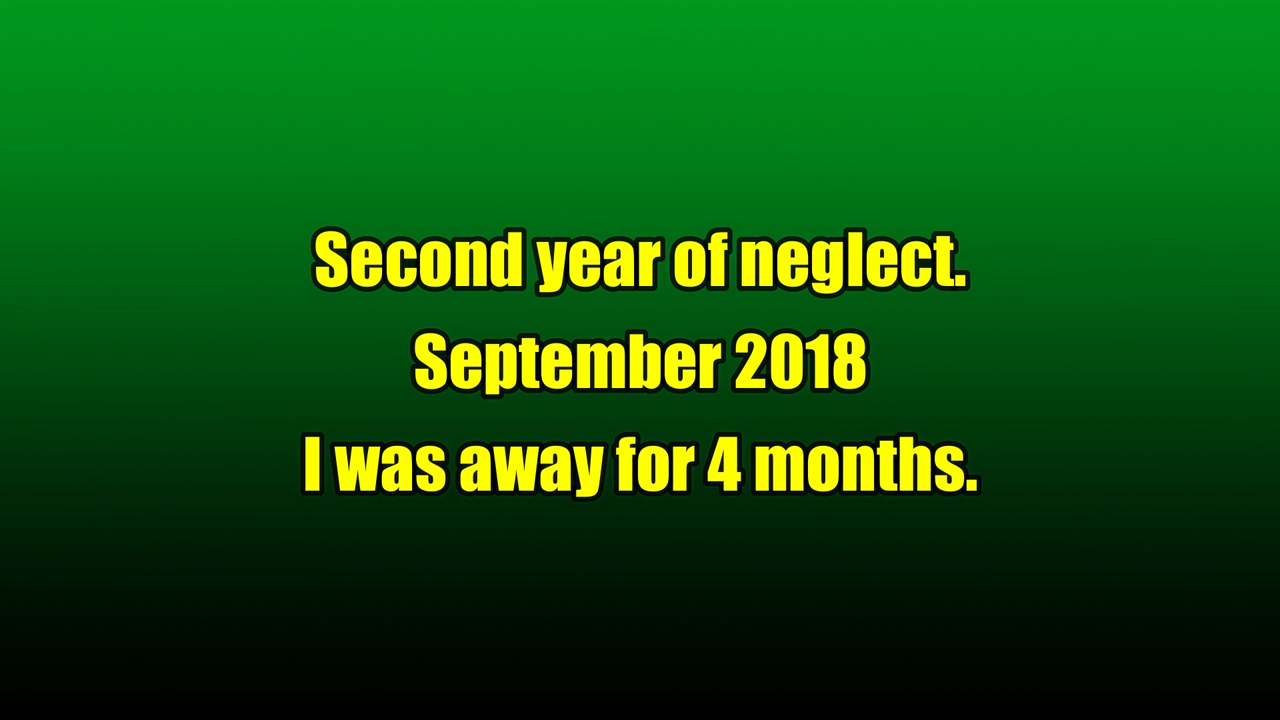 Second year of neglect.
September 2018
I was away for 4 months.